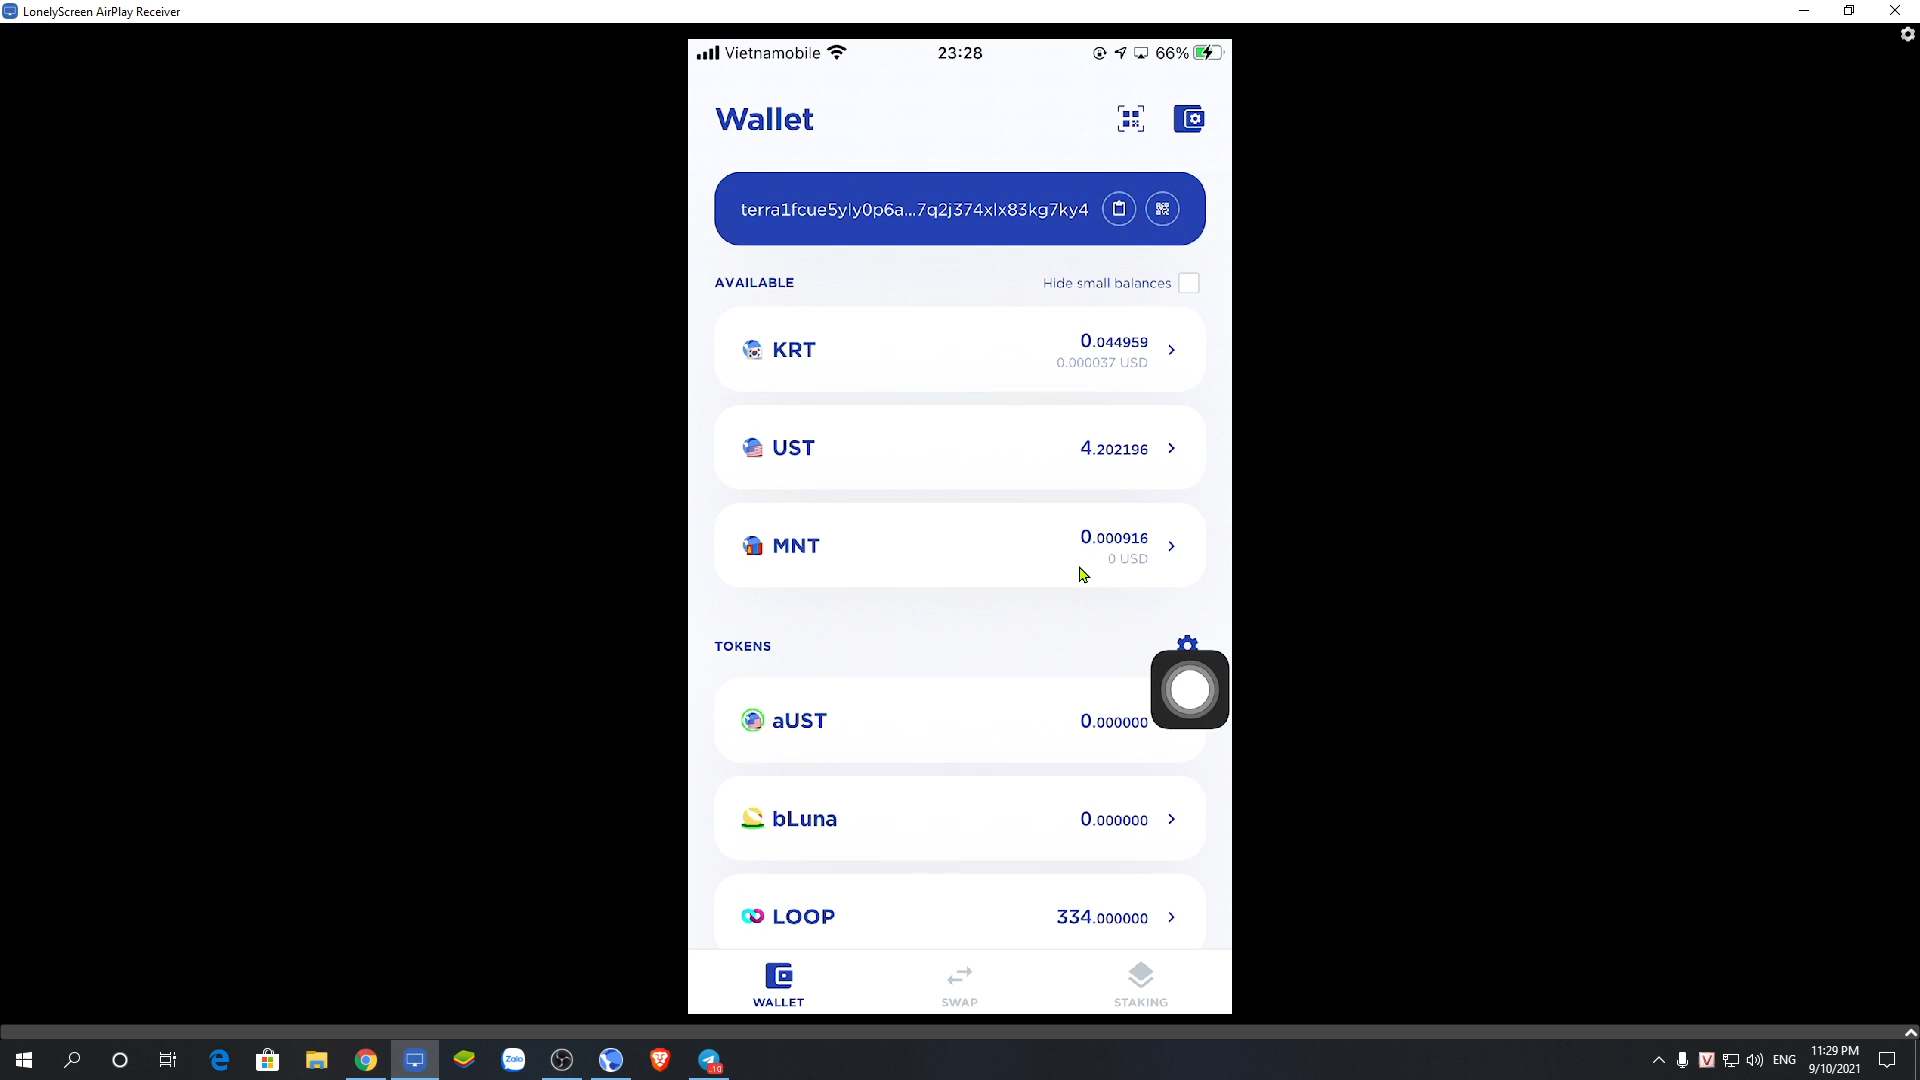 LonelyScreen AirPlay Receiver
Vietnamobile 23:28 66%
Wallet
terra1fcue5yly0p6a...7q2j374xlx83kg7ky4
AVAILABLE Hide small balances
KRT 0.044959
0.000037 USD
UST 4.202196
MNT 0.000916
0 USD
TOKENS
aUST 0.000000
bLuna 0.000000
LOOP 334.000000
WALLET SWAP STAKING
Zalo
10
V
ENG
11:29 PM
9/10/2021